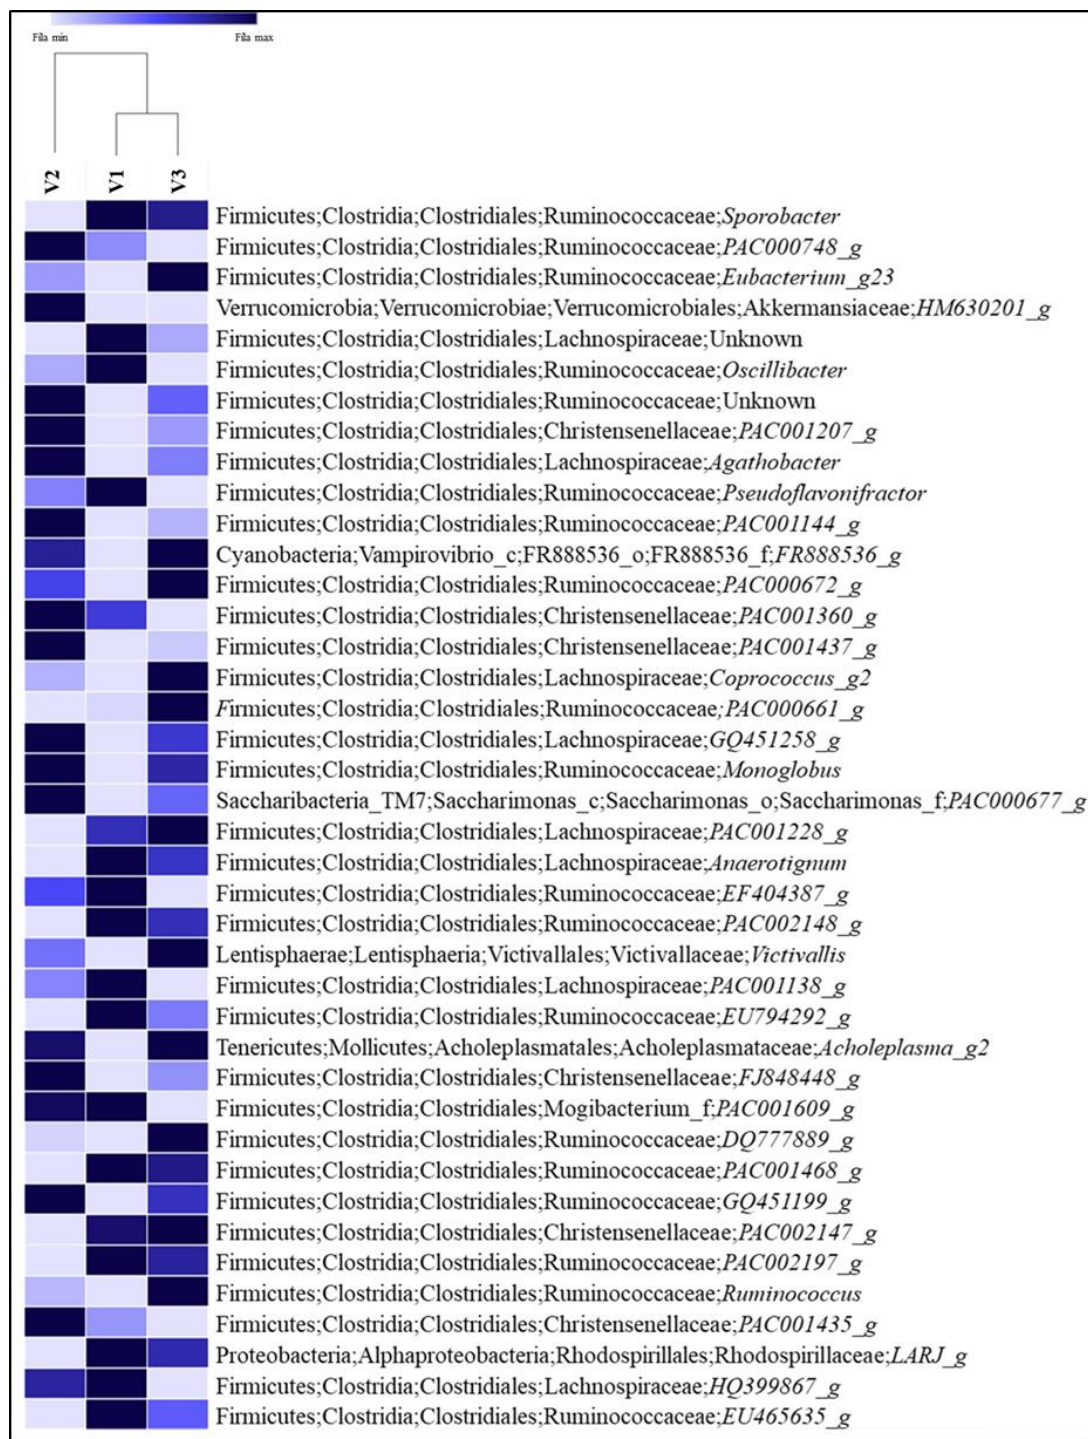 Fila min Fila max
V2 V1 V3
Firmicutes;Clostridia;Clostridiales;Ruminococcaceae;Sporobacter
Firmicutes;Clostridia;Clostridiales;Ruminococcaceae;PAC000748_g
Firmicutes;Clostridia;Clostridiales;Ruminococcaceae;Eubacterium_g23
Verrucomicrobia;Verrucomicrobiae;Verrucomicrobiales;Akkermansiaceae;HM630201_g
Firmicutes;Clostridia;Clostridiales;Lachnospiraceae;Unknown
Firmicutes;Clostridia;Clostridiales;Ruminococcaceae;Oscillibacter
Firmicutes;Clostridia;Clostridiales;Ruminococcaceae;Unknown
Firmicutes;Clostridia;Clostridiales;Christensenellaceae;PAC001207_g
Firmicutes;Clostridia;Clostridiales;Lachnospiraceae;Agathobacter
Firmicutes;Clostridia;Clostridiales;Ruminococcaceae;Pseudoflavonifractor
Firmicutes;Clostridia;Clostridiales;Ruminococcaceae;PAC001144_g
Cyanobacteria;Vampirovibrio_c;FR888536_o;FR888536_f;FR888536_g
Firmicutes;Clostridia;Clostridiales;Ruminococcaceae;PAC000672_g
Firmicutes;Clostridia;Clostridiales;Christensenellaceae;PAC001360_g
Firmicutes;Clostridia;Clostridiales;Christensenellaceae;PAC001437_g
Firmicutes;Clostridia;Clostridiales;Lachnospiraceae;Coprococcus_g2
Firmicutes;Clostridia;Clostridiales;Ruminococcaceae;PAC000661_g
Firmicutes;Clostridia;Clostridiales;Lachnospiraceae;GQ451258_g
Firmicutes;Clostridia;Clostridiales;Ruminococcaceae;Monoglobus
Saccharibacteria_TM7;Saccharimonas_c;Saccharimonas_o;Saccharimonas_f;PAC000677_g
Firmicutes;Clostridia;Clostridiales;Lachnospiraceae;PAC001228_g
Firmicutes;Clostridia;Clostridiales;Lachnospiraceae;Anaerotignum
Firmicutes;Clostridia;Clostridiales;Ruminococcaceae;EF404387_g
Firmicutes;Clostridia;Clostridiales;Ruminococcaceae;PAC002148_g
Lentisphaerae;Lentisphaeria;Victivallales;Victivallaceae;Victivallis
Firmicutes;Clostridia;Clostridiales;Lachnospiraceae;PAC001138_g
Firmicutes;Clostridia;Clostridiales;Ruminococcaceae;EU794292_g
Tenericutes;Mollicutes;Acholeplasmatales;Acholeplasmataceae;Acholeplasma_g2
Firmicutes;Clostridia;Clostridiales;Christensenellaceae;FJ848448_g
Firmicutes;Clostridia;Clostridiales;Mogibacterium_f;PAC001609_g
Firmicutes;Clostridia;Clostridiales;Ruminococcaceae;DQ777889_g
Firmicutes;Clostridia;Clostridiales;Ruminococcaceae;PAC001468_g
Firmicutes;Clostridia;Clostridiales;Ruminococcaceae;GQ451199_g
Firmicutes;Clostridia;Clostridiales;Christensenellaceae;PAC002147_g
Firmicutes;Clostridia;Clostridiales;Ruminococcaceae;PAC002197_g
Firmicutes;Clostridia;Clostridiales;Ruminococcaceae;Ruminococcus
Firmicutes;Clostridia;Clostridiales;Christensenellaceae;PAC001435_g
Proteobacteria;Alphaproteobacteria;Rhodospirillales;Rhodospirillaceae;LARJ_g
Firmicutes;Clostridia;Clostridiales;Lachnospiraceae;HQ399867_g
Firmicutes;Clostridia;Clostridiales;Ruminococcaceae;EU465635_g